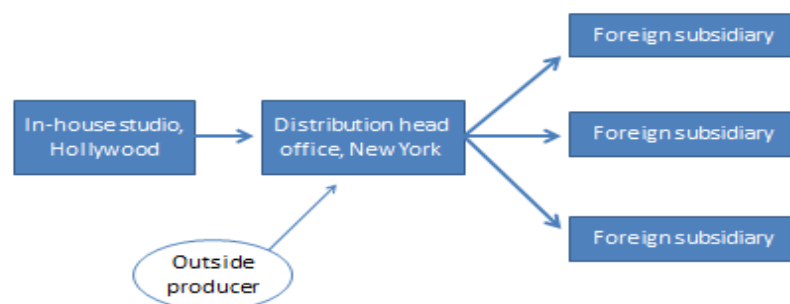 Foreign subsidiary
In-house studio,
Hollywood
Distribution head
office, New York
Foreign subsidiary
Foreign subsidiary
Outside
producer